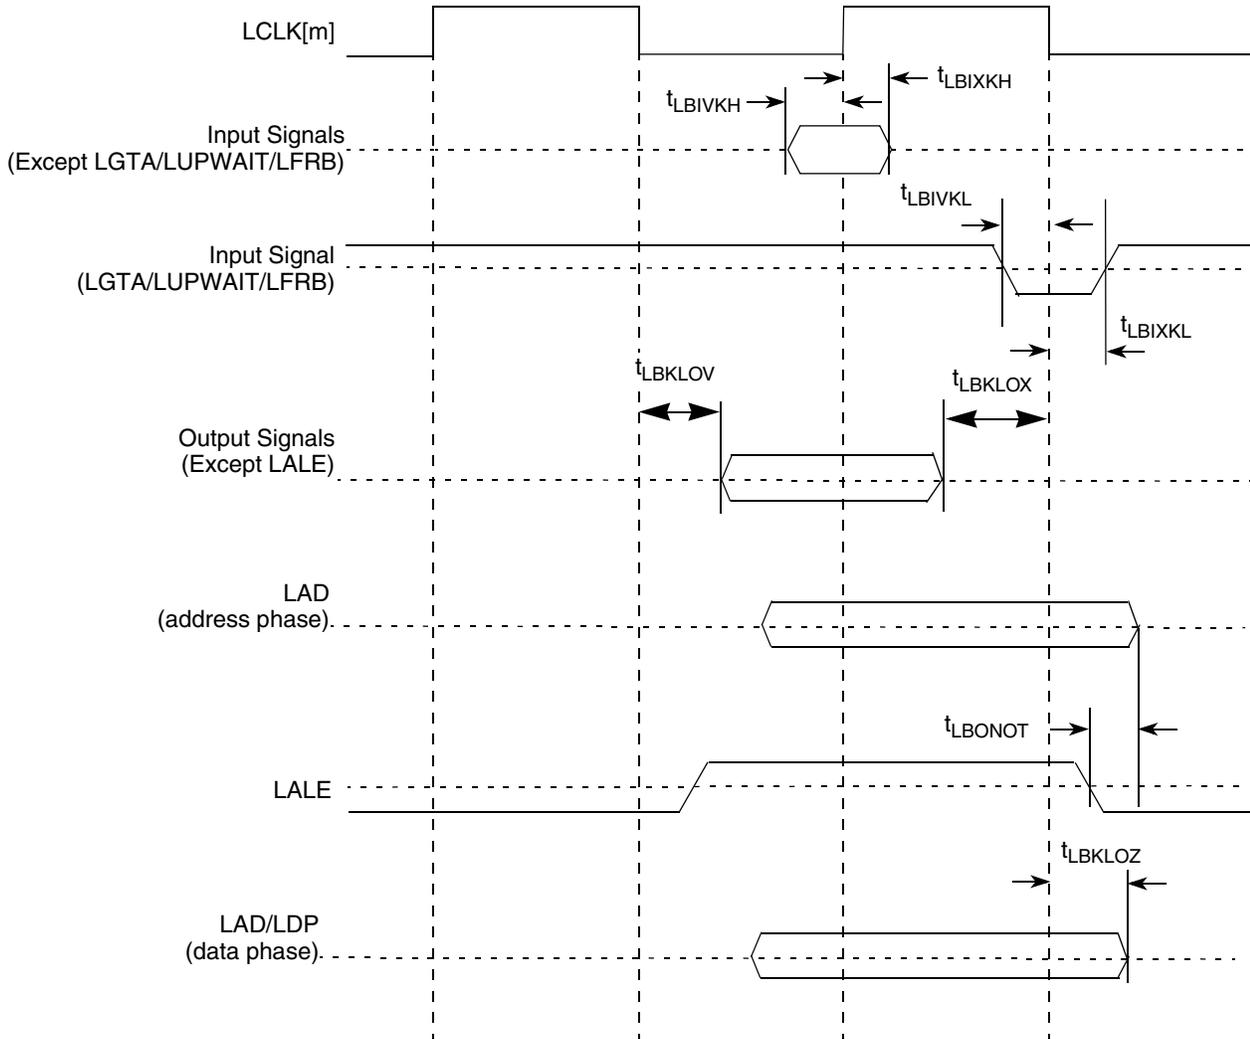 LCLK[m]
tLBIXKH
tLBIVKH
Input Signals
(Except LGTA/LUPWAIT/LFRB)
tLBIVKL
Input Signal
(LGTA/LUPWAIT/LFRB)
tLBIXKL
tLBKLOV
tLBKLOX
Output Signals
(Except LALE)
LAD
(address phase)
tLBONOT
LALE
tLBKLOZ
LAD/LDP
(data phase)